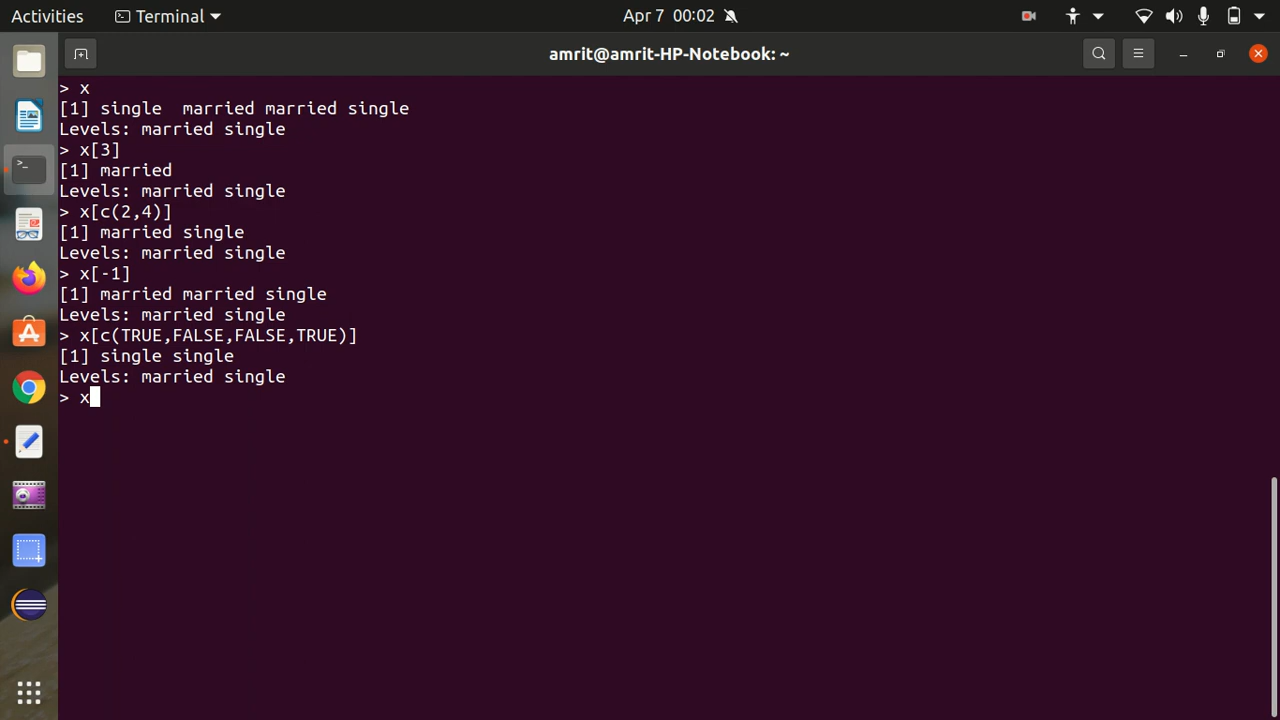 Activities Terminal Apr 7 00:02
amrit@amrit-HP-Notebook: ~
> x
[1] single  married married single
Levels: married single
> x[3]
[1] married
Levels: married single
> x[c(2,4)]
[1] married single
Levels: married single
> x[-1]
[1] married married single
Levels: married single
> x[c(TRUE,FALSE,FALSE,TRUE)]
[1] single single
Levels: married single
> x